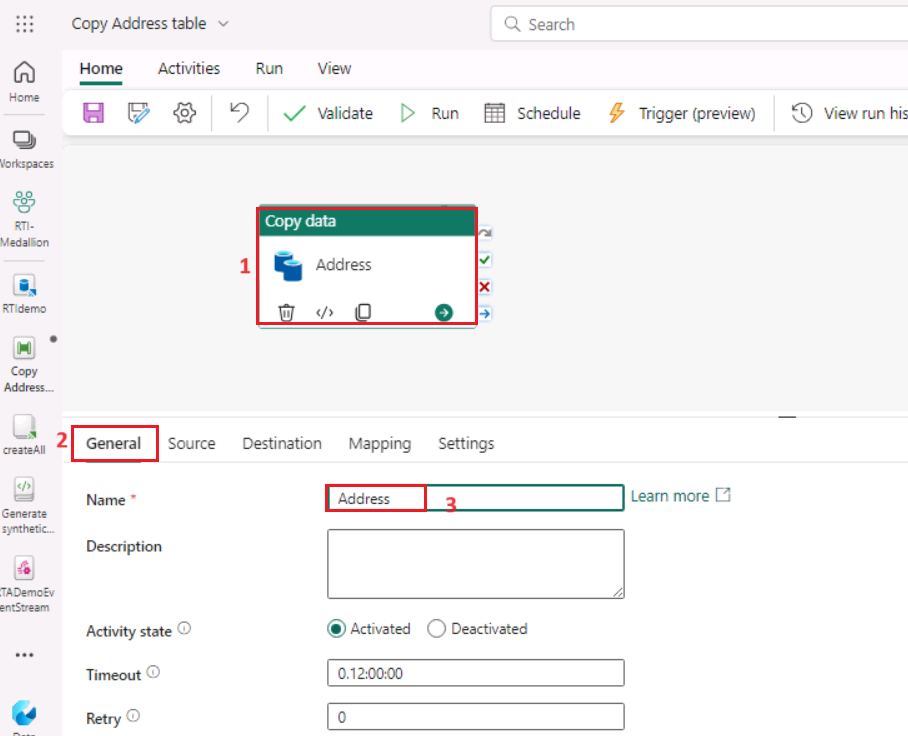 Copy Address table
Search
Home
Activities
Run
View
Validate
Run
Schedule
Trigger (preview)
View run his
Home
Workspaces
RTI-
Medallion
RTIdemo
Copy
Address...
createAll
Generate
synthetic...
RTADemoEv
entStream
...
Copy data
1
Address
</>
2
General
Source
Destination
Mapping
Settings
Name *
Address
3
Learn more
Description
Activity state
Activated
Deactivated
Timeout
0.12:00:00
Retry
0